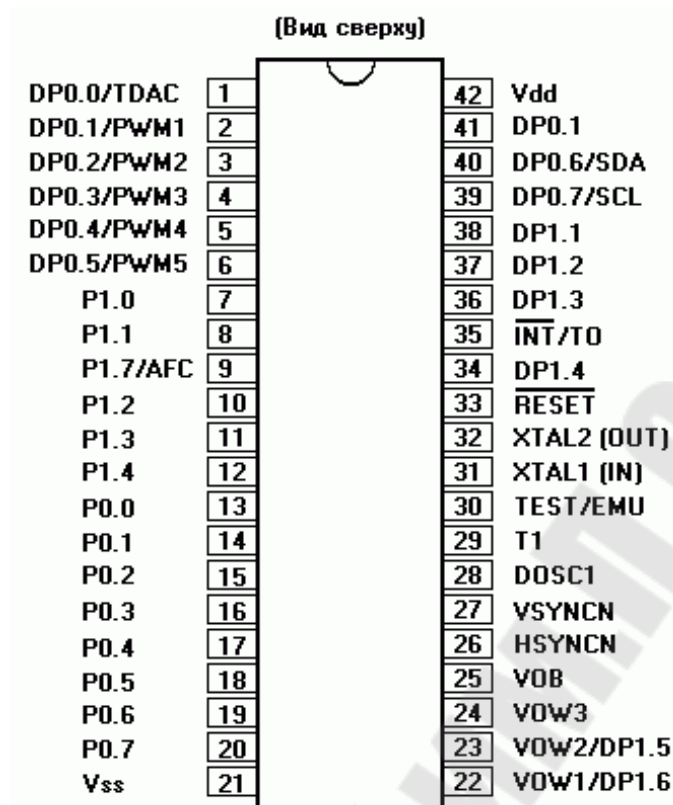 (Вид сверху)
DP0.0/TDAC 1 42 Vdd
DP0.1/PWM1 2 41 DP0.1
DP0.2/PWM2 3 40 DP0.6/SDA
DP0.3/PWM3 4 39 DP0.7/SCL
DP0.4/PWM4 5 38 DP1.1
DP0.5/PWM5 6 37 DP1.2
P1.0 7 36 DP1.3
P1.1 8 35 INT/TO
P1.7/AFC 9 34 DP1.4
P1.2 10 33 RESET
P1.3 11 32 XTAL2 (OUT)
P1.4 12 31 XTAL1 (IN)
P0.0 13 30 TEST/EMU
P0.1 14 29 T1
P0.2 15 28 DOSC1
P0.3 16 27 VSYNCN
P0.4 17 26 HSYNCN
P0.5 18 25 VOB
P0.6 19 24 VOW3
P0.7 20 23 VOW2/DP1.5
Vss 21 22 VOW1/DP1.6